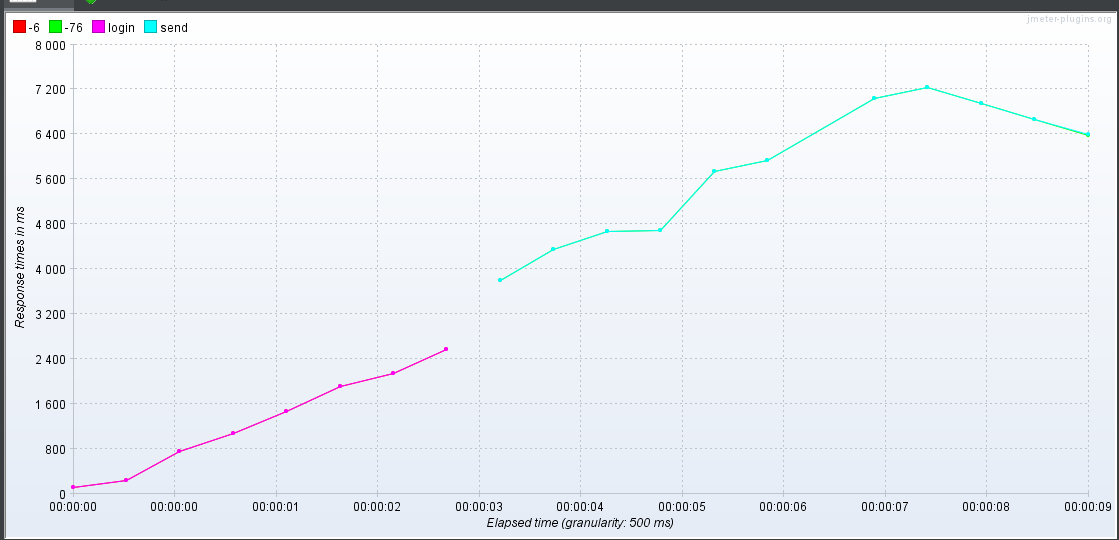 -6 -76 login send
jmeter-plugins.org
8 000
7 200
6 400
5 600
4 800
4 000
3 200
2 400
1 600
800
0
Response times in ms
00:00:00 00:00:00 00:00:01 00:00:02 00:00:03 00:00:04 00:00:05 00:00:06 00:00:07 00:00:08 00:00:09
Elapsed time (granularity: 500 ms)